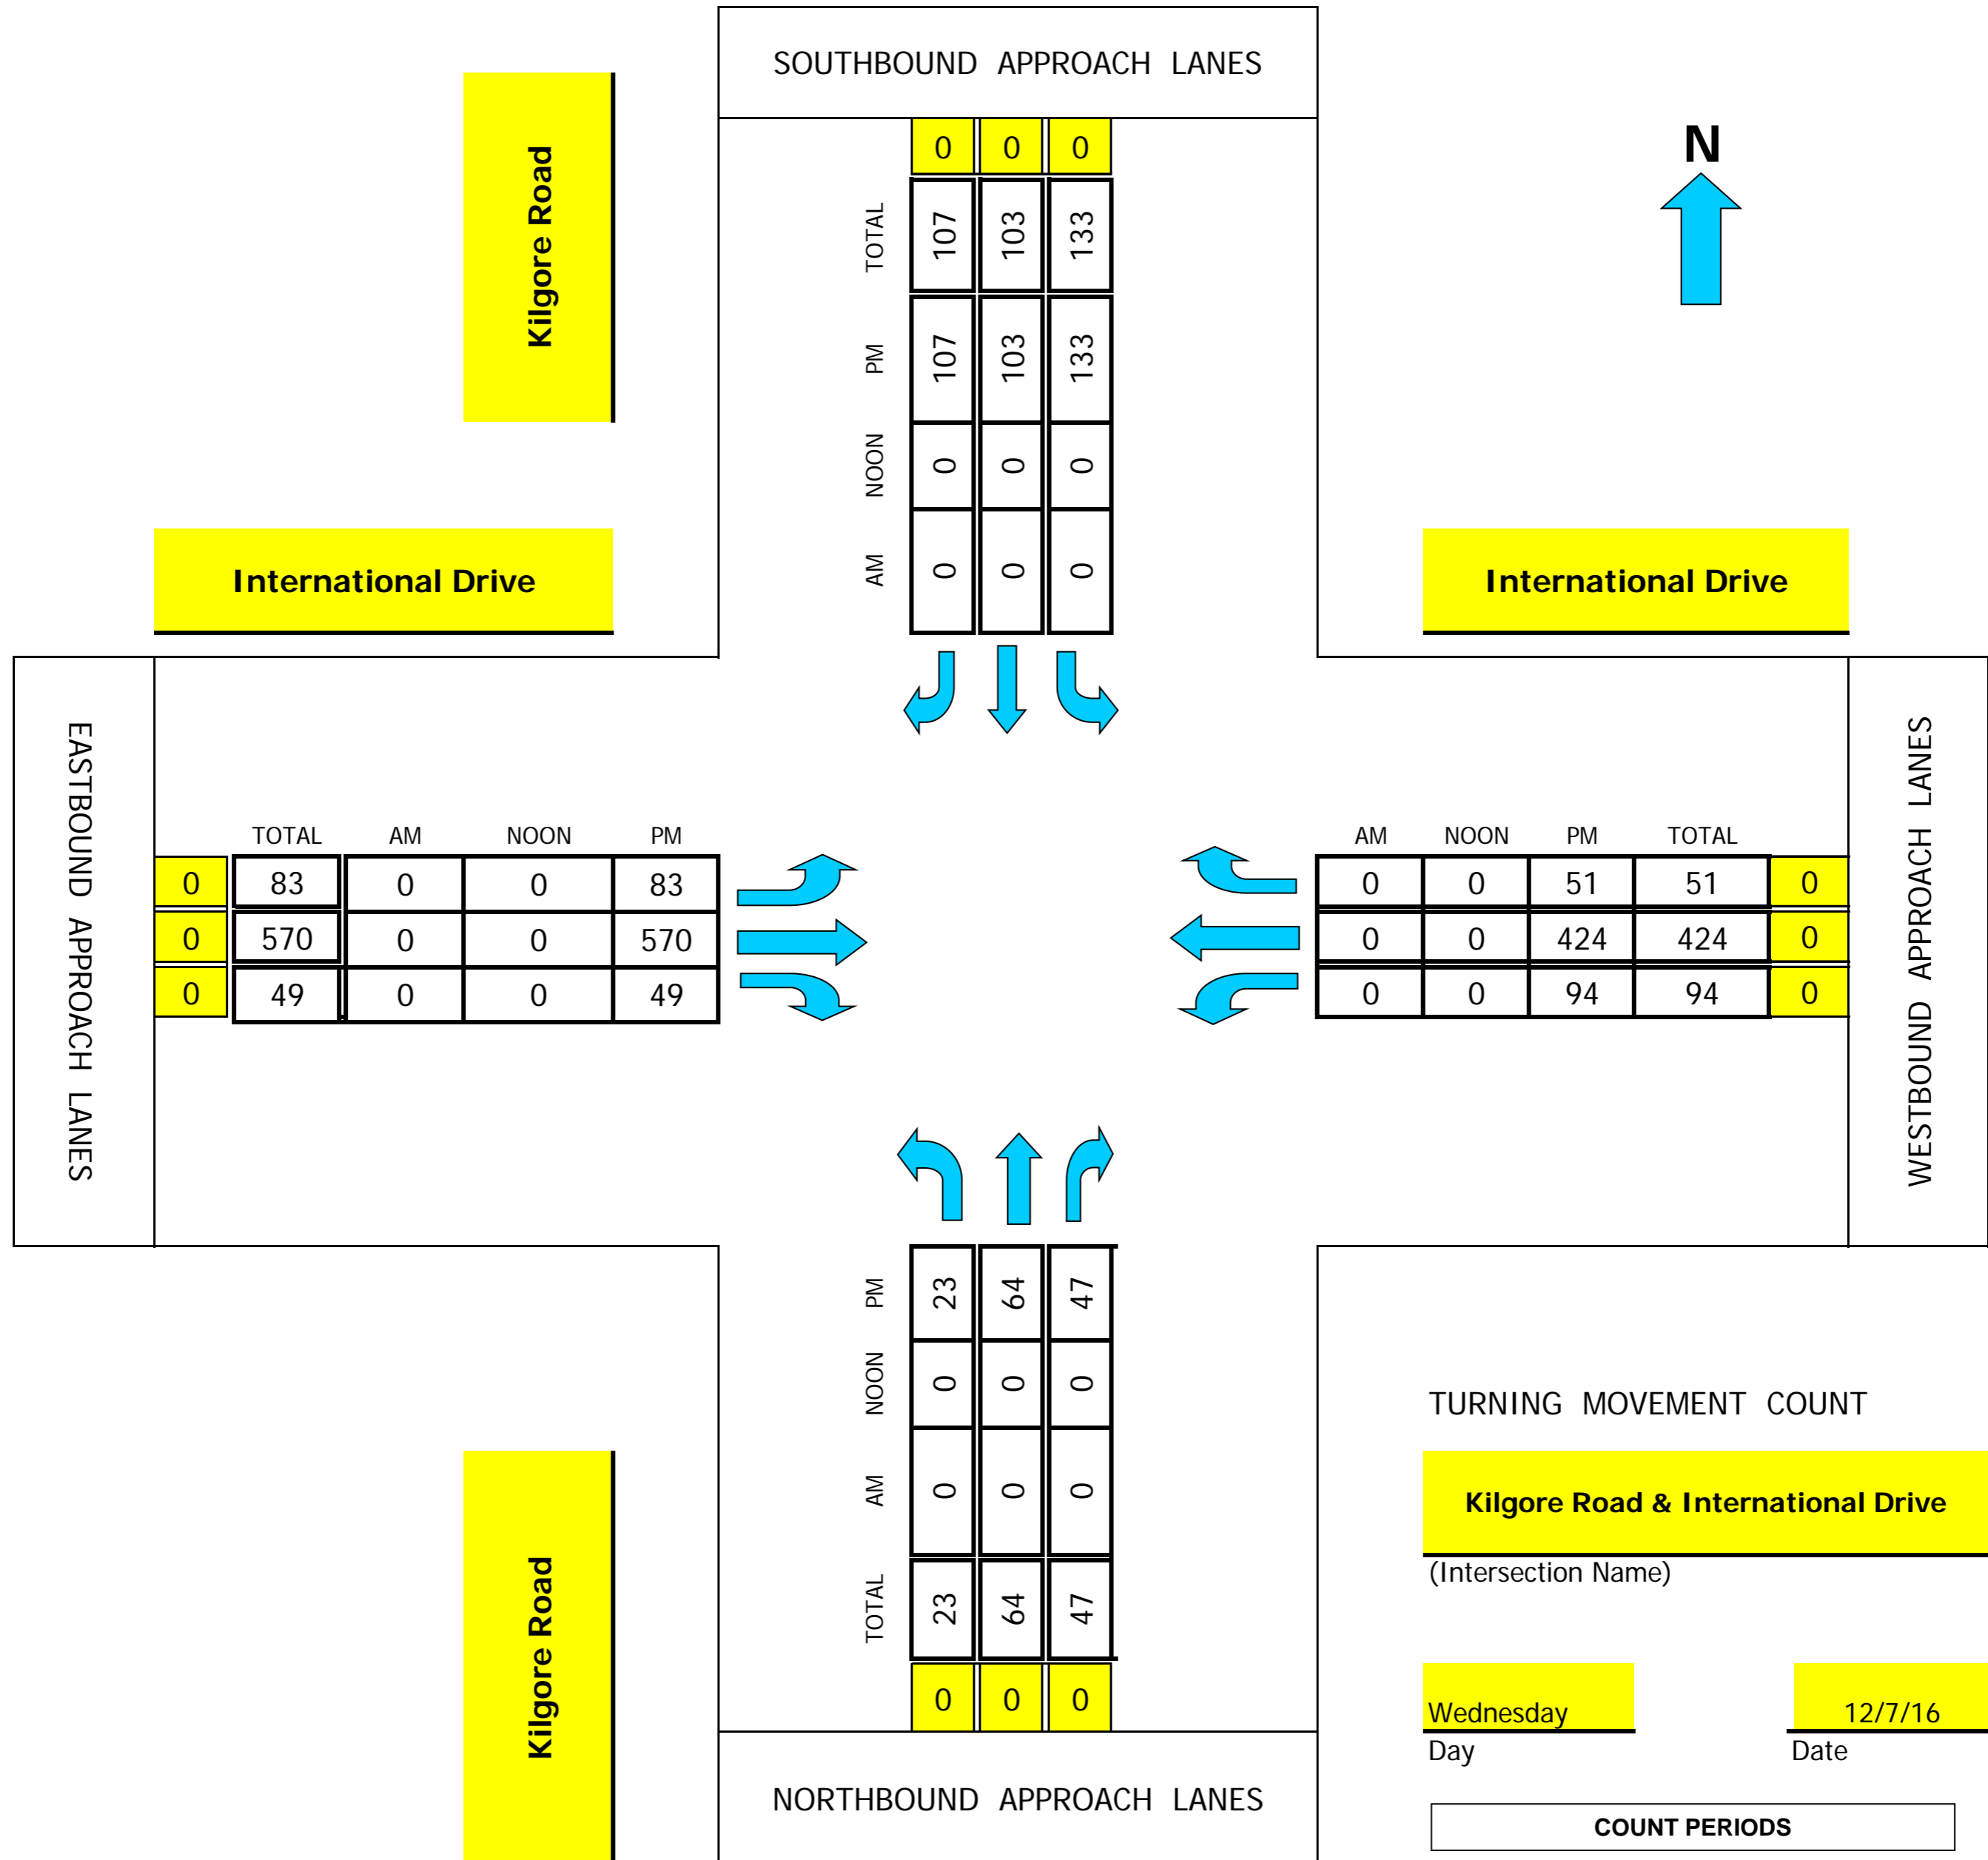 SOUTHBOUND APPROACH LANES
Kilgore Road
N
0 0 0
TOTAL 107 103 133
PM 107 103 133
NOON 0 0 0
AM 0 0 0
International Drive
International Drive
EASTBOUND APPROACH LANES
TOTAL AM NOON PM
0 83 0 0 83
0 570 0 0 570
0 49 0 0 49
AM NOON PM TOTAL
0 0 51 51 0
0 0 424 424 0
0 0 94 94 0
WESTBOUND APPROACH LANES
PM 23 64 47
NOON 0 0 0
AM 0 0 0
TOTAL 23 64 47
0 0 0
Kilgore Road
NORTHBOUND APPROACH LANES
TURNING MOVEMENT COUNT
Kilgore Road & International Drive
(Intersection Name)
Wednesday 12/7/16
Day Date
COUNT PERIODS